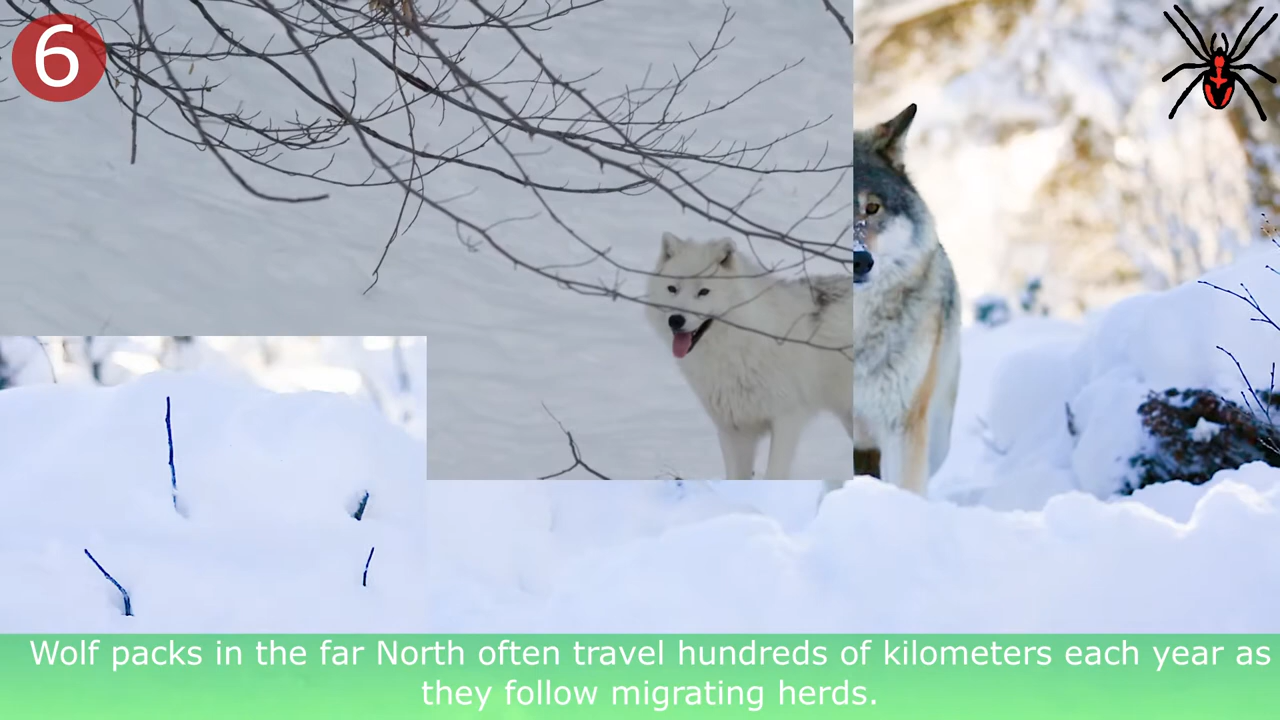 6
Wolf packs in the far North often travel hundreds of kilometers each year as
they follow migrating herds.